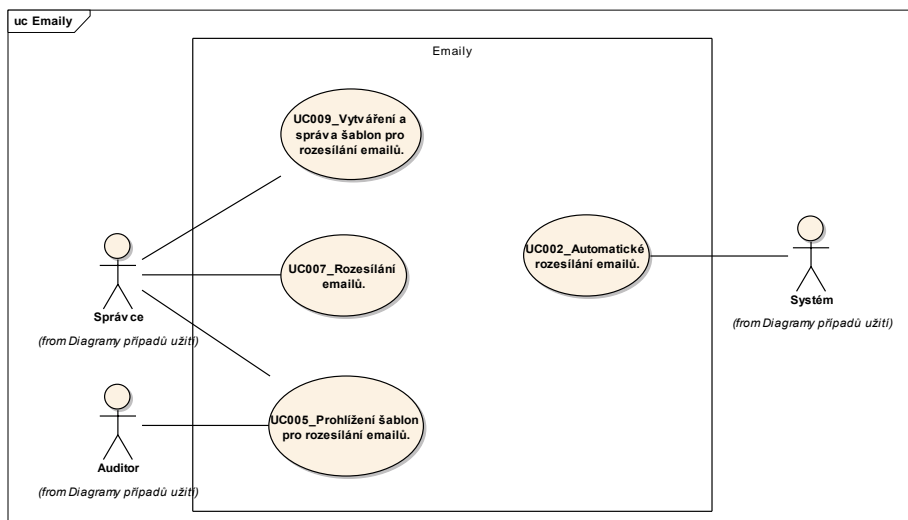 uc Emaily
Emaily
UC009_Vytváření a
správa šablon pro
rozesílání emailů.
UC007_Rozesílání
emailů.
UC002_Automatické
rozesílání emailů.
Správce
(from Diagramy případů užití)
Systém
(from Diagramy případů užití)
UC005_Prohlížení šablon
pro rozesílání emailů.
Auditor
(from Diagramy případů užití)